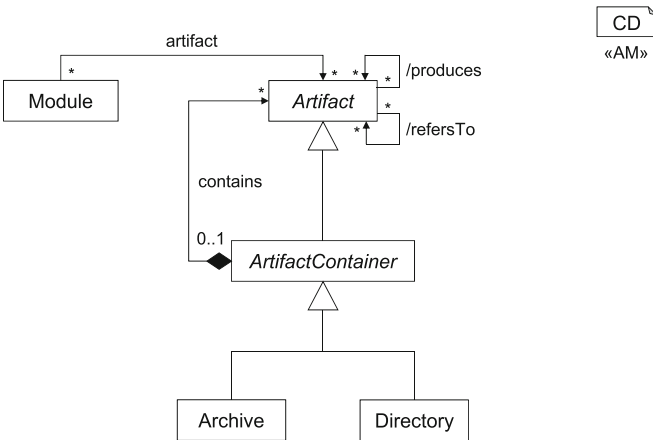 artifact
CD
«AM»
*
*
*
/produces
*
Module
*
Artifact
*
*
/refersTo
contains
0..1
ArtifactContainer
Archive
Directory